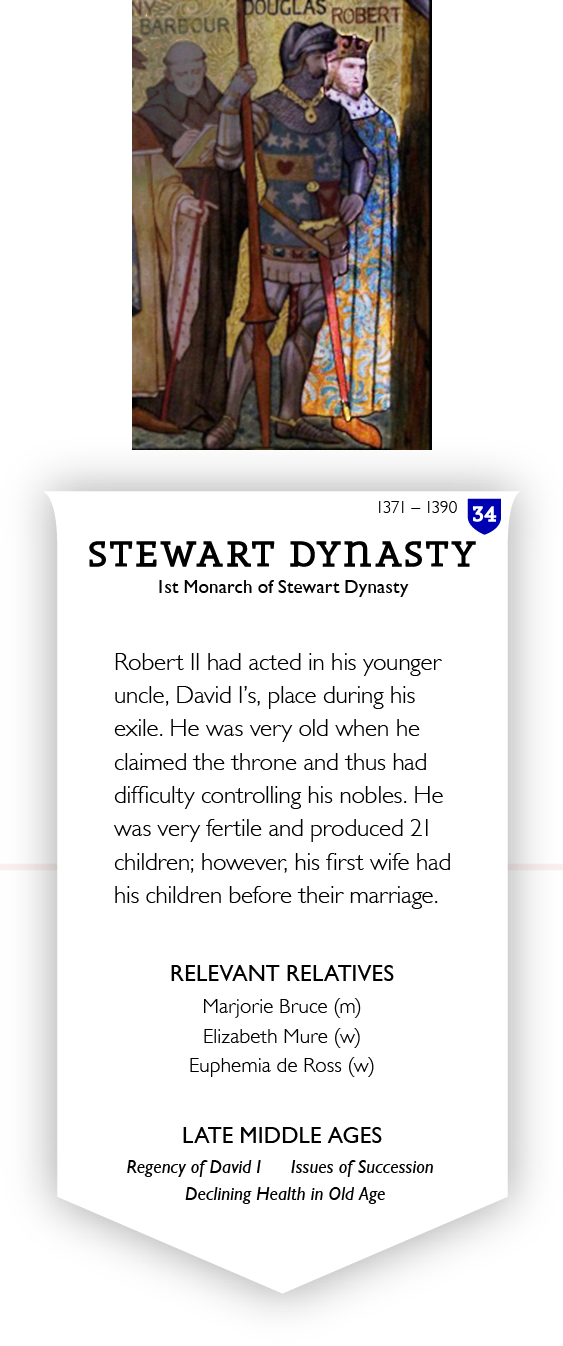 NY
DOUGLAS
ROBERT
II
BARBOUR
1371 – 1390
34
STEWART DYNASTY
1st Monarch of Stewart Dynasty
Robert II had acted in his younger
uncle, David I’s, place during his
exile. He was very old when he
claimed the throne and thus had
difficulty controlling his nobles. He
was very fertile and produced 21
children; however, his first wife had
his children before their marriage.
RELEVANT RELATIVES
Marjorie Bruce (m)
Elizabeth Mure (w)
Euphemia de Ross (w)
LATE MIDDLE AGES
Regency of David I Issues of Succession
Declining Health in Old Age